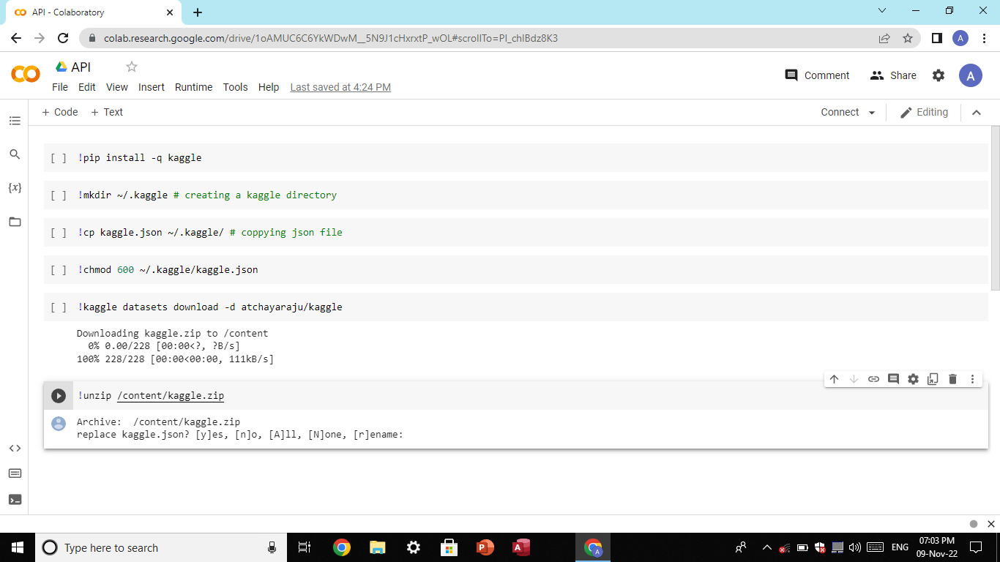 API - Colaboratory
colab.research.google.com/drive/1oAMUC6C6YkWDwM__5N9J1cHxrxtP_wOL#scrollTo=Pl_chlBdz8K3
A
API
Comment
Share
A
File Edit View Insert Runtime Tools Help Last saved at 4:24 PM
+ Code + Text
Connect
Editing
[ ] !pip install -q kaggle
[ ] !mkdir ~/.kaggle # creating a kaggle directory
{x}
[ ] !cp kaggle.json ~/.kaggle/ # coppying json file
[ ] !chmod 600 ~/.kaggle/kaggle.json
[ ] !kaggle datasets download -d atchayaraju/kaggle
Downloading kaggle.zip to /content
0% 0.00/228 [00:00<?, ?B/s]
100% 228/228 [00:00<00:00, 111kB/s]
!unzip /content/kaggle.zip
Archive:  /content/kaggle.zip
replace kaggle.json? [y]es, [n]o, [A]ll, [N]one, [r]ename:
Type here to search
P
A
A
ENG
07:03 PM
09-Nov-22